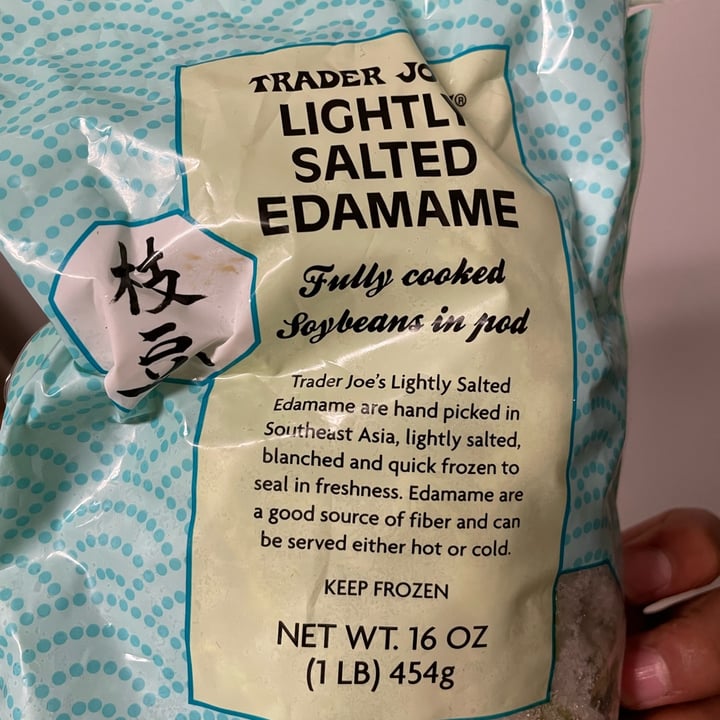 TRADER JO
LIGHTLY®
SALTED
EDAMAME
枝
豆
Fully cooked
Soybeans in pod
Trader Joe's Lightly Salted
Edamame are hand picked in
Southeast Asia, lightly salted,
blanched and quick frozen to
seal in freshness. Edamame are
a good source of fiber and can
be served either hot or cold.
KEEP FROZEN
NET WT. 16 OZ
(1 LB) 454g